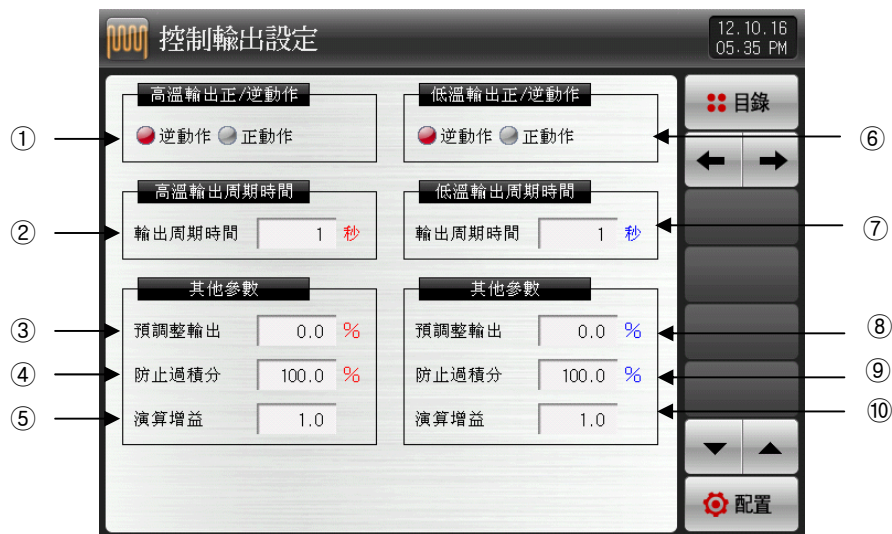 控制輸出設定
12.10.16
05:35 PM
高溫輸出正/逆動作
逆動作 正動作
低溫輸出正/逆動作
逆動作 正動作
高溫輸出周期時間
輸出周期時間 1 秒
低溫輸出周期時間
輸出周期時間 1 秒
其他參數
預調整輸出 0.0 %
防止過積分 100.0 %
演算增益 1.0
其他參數
預調整輸出 0.0 %
防止過積分 100.0 %
演算增益 1.0
目錄
配置
①
②
③
④
⑤
⑥
⑦
⑧
⑨
⑩